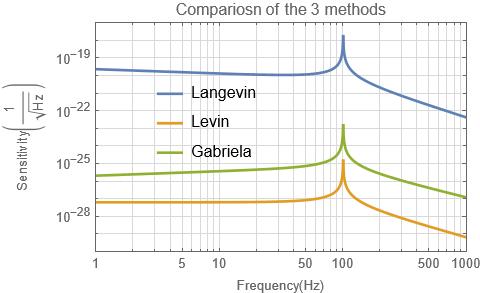 Compariosn of the 3 methods
10^-19
10^-22
10^-25
10^-28
Sensitivity(1/√Hz)
Langevin
Levin
Gabriela
1 5 10 50 100 500 1000
Frequency(Hz)